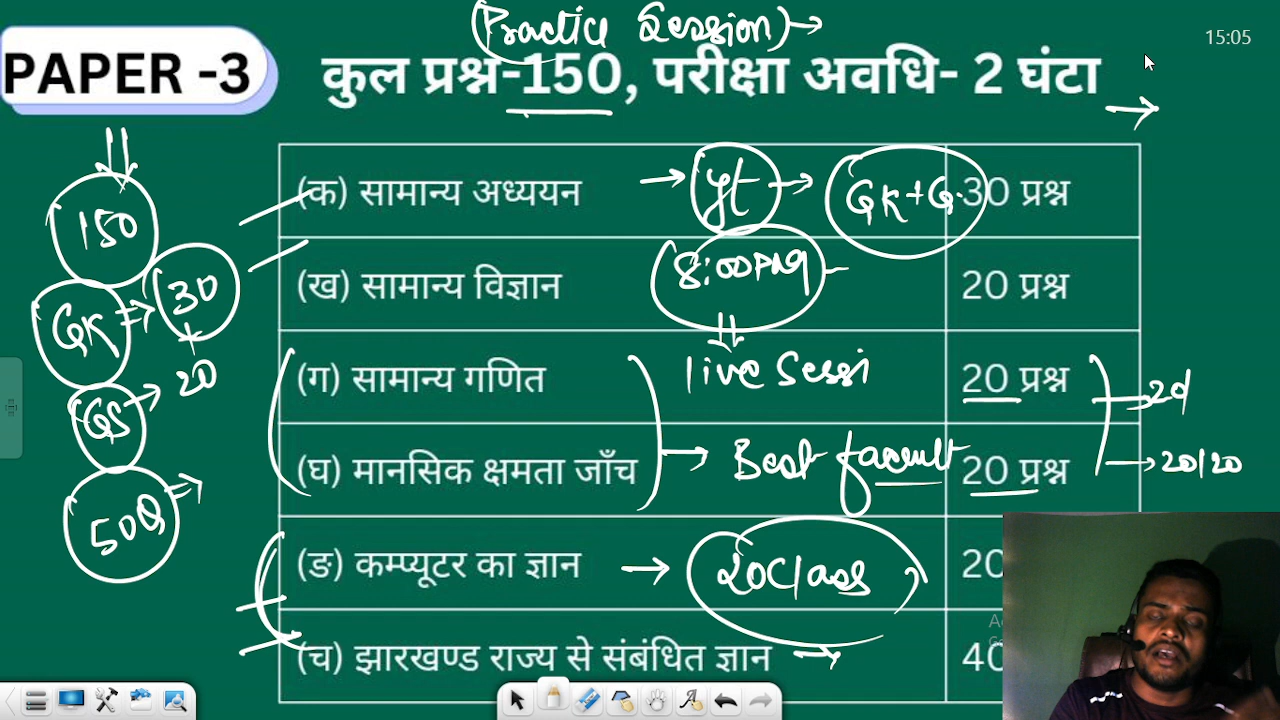 (Practice Session)→
15:05
PAPER -3
कुल प्रश्न-150, परीक्षा अवधि- 2 घंटा
150
GK → 30
+
GS → 20
50Q
(क) सामान्य अध्ययन → yt → GK+G. 30 प्रश्न
(ख) सामान्य विज्ञान 8:00PM 20 प्रश्न
(ग) सामान्य गणित live Sessi 20 प्रश्न → 20/
(घ) मानसिक क्षमता जाँच → Best facult 20 प्रश्न → 20/20
(ङ) कम्प्यूटर का ज्ञान → 20Class 20
(च) झारखण्ड राज्य से संबंधित ज्ञान → 40